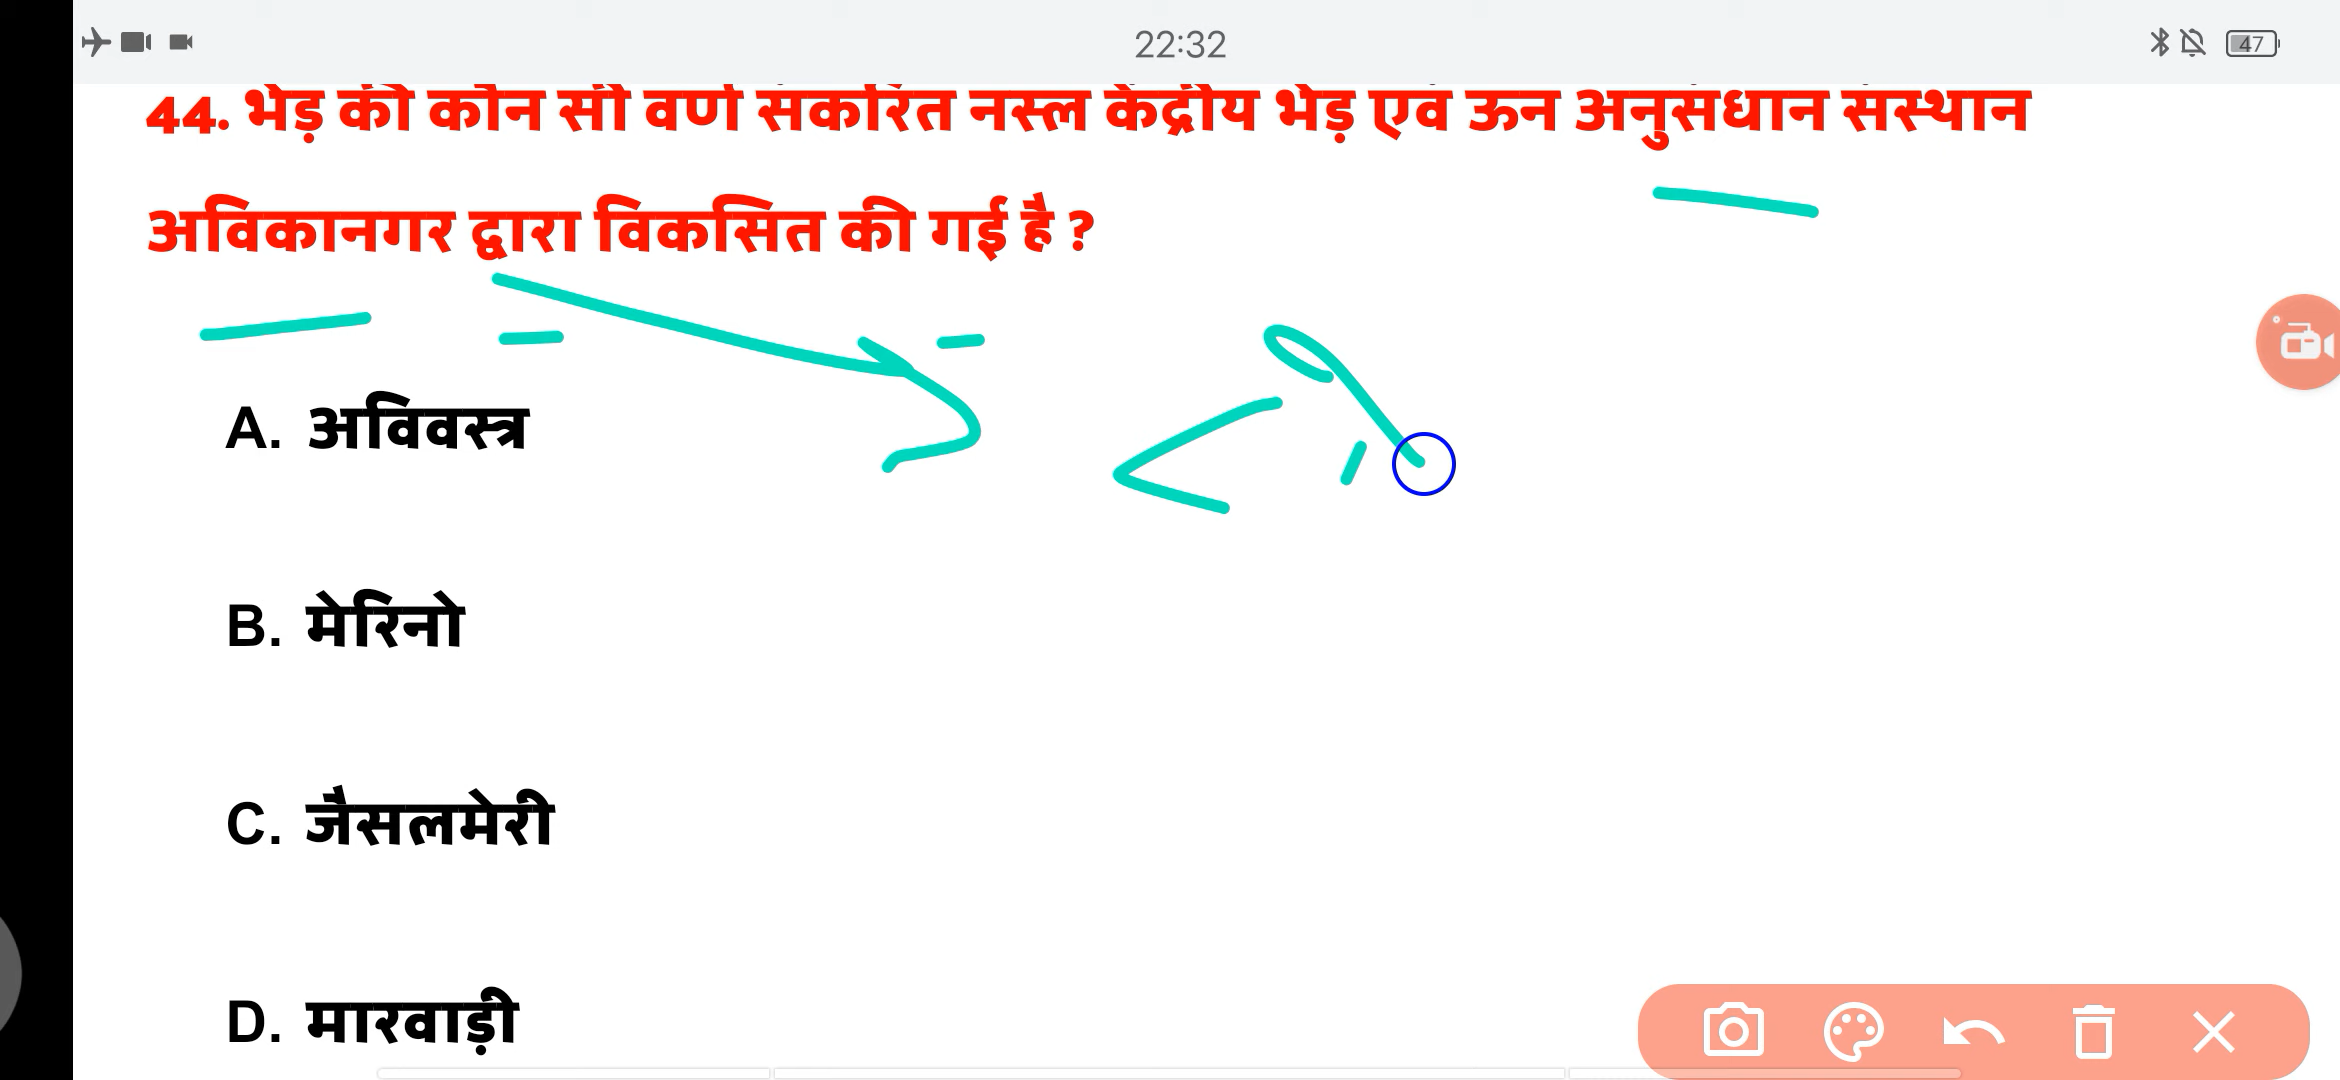 22:32
47
44. भेड़ की कौन सी वर्ण संकरित नस्ल केंद्रीय भेड़ एवं ऊन अनुसंधान संस्थान
अविकानगर द्वारा विकसित की गई है ?
A. अविवस्त्र
B. मेरिनो
C. जैसलमेरी
D. मारवाड़ी